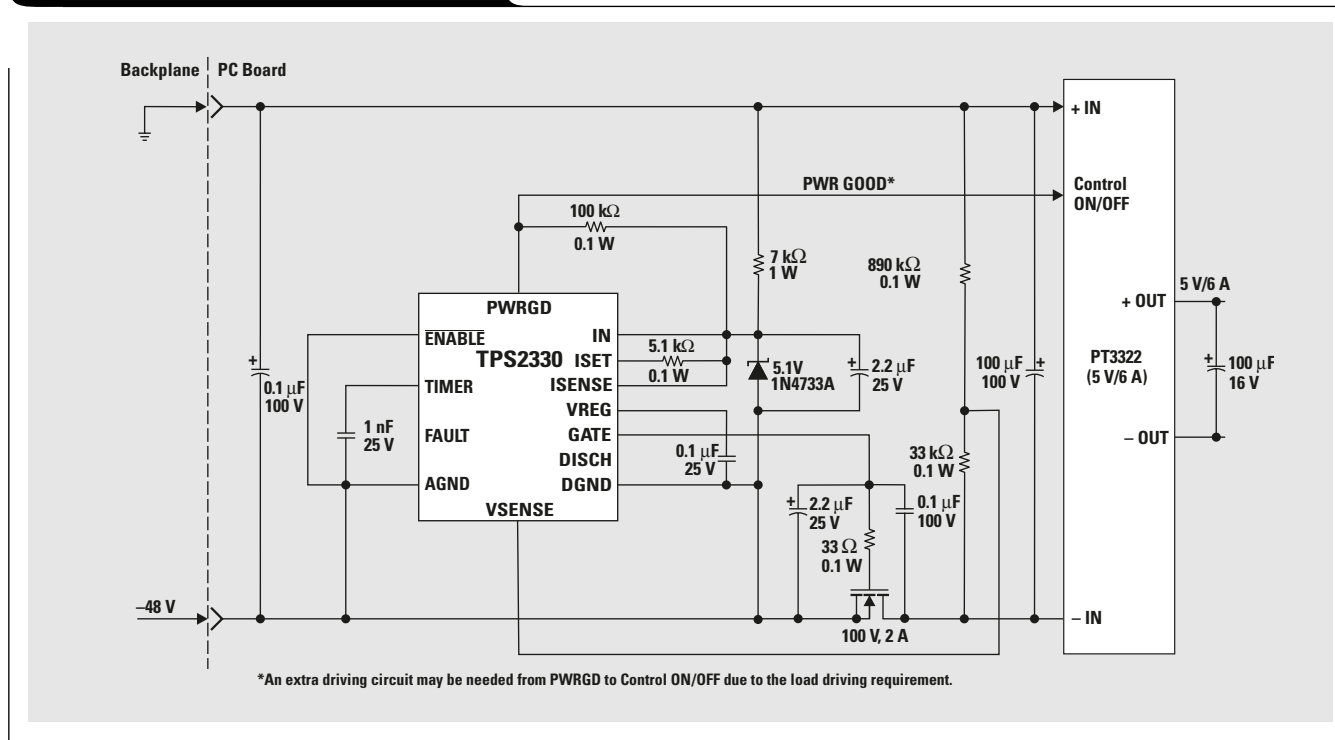 Backplane
PC Board
+ IN
PWR GOOD*
Control
ON/OFF
100 kΩ
0.1 W
7 kΩ
1 W
890 kΩ
0.1 W
5 V/6 A
+ OUT
PWRGD
ENABLE
IN
TPS2330
ISET
ISENSE
5.1 kΩ
0.1 W
5.1V
1N4733A
+
2.2 µF
25 V
100 µF
100 V
+
PT3322
(5 V/6 A)
+
100 µF
16 V
+
0.1 µF
100 V
TIMER
VREG
1 nF
25 V
FAULT
GATE
DISCH
0.1 µF
25 V
– OUT
33 kΩ
0.1 W
AGND
DGND
VSENSE
+
2.2 µF
25 V
0.1 µF
100 V
33 Ω
0.1 W
–48 V
100 V, 2 A
– IN
*An extra driving circuit may be needed from PWRGD to Control ON/OFF due to the load driving requirement.